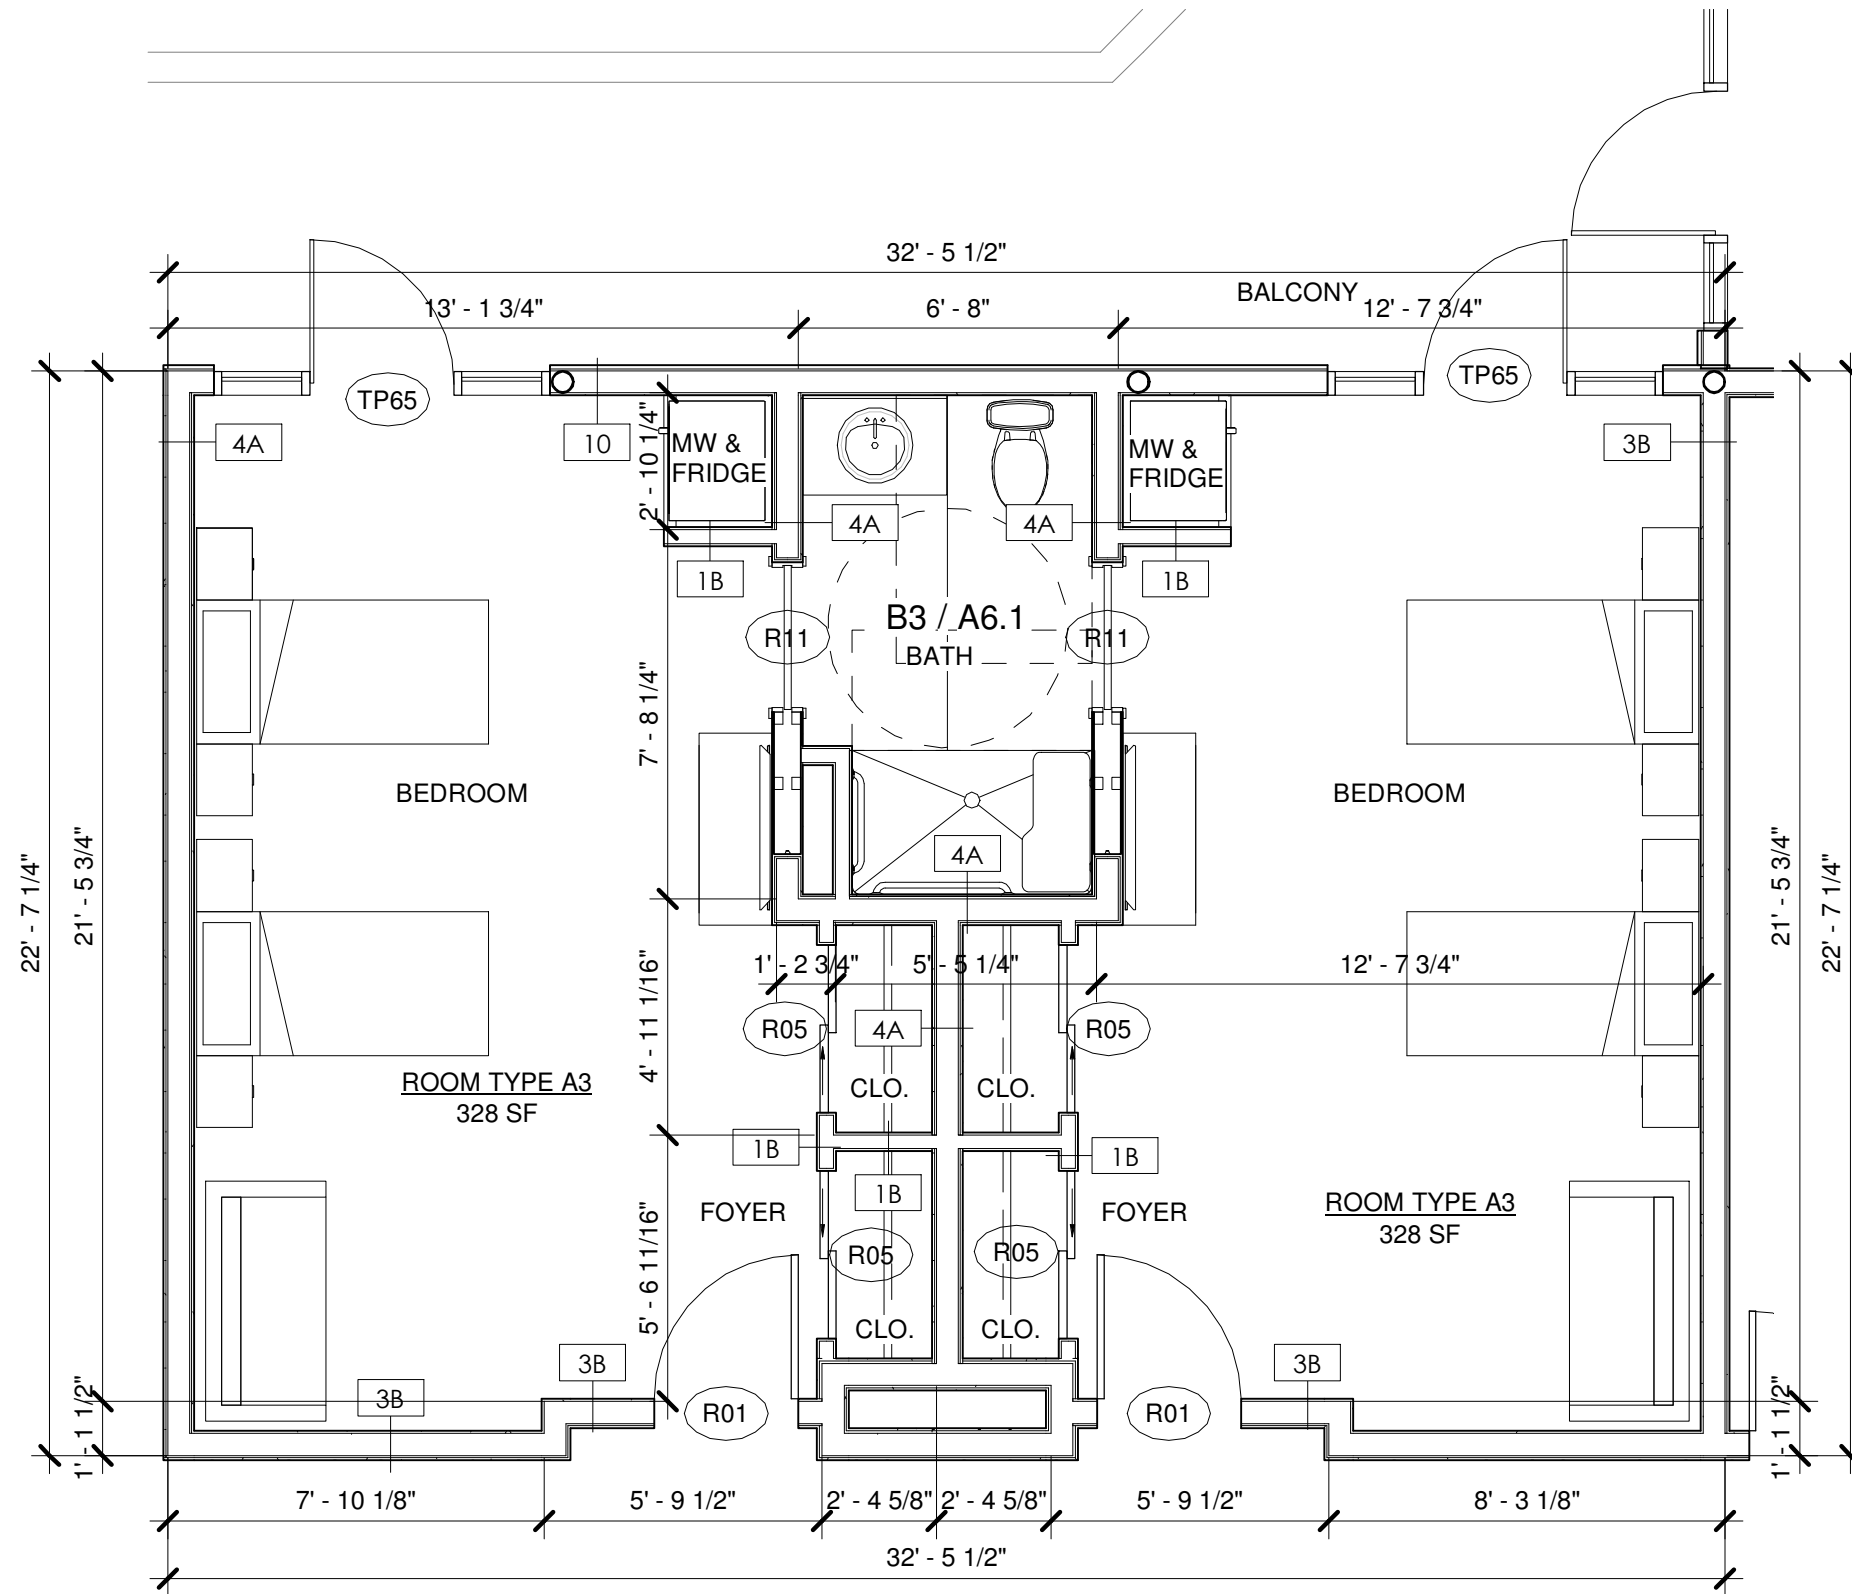 32' - 5 1/2"
BALCONY
13' - 1 3/4"
6' - 8"
12' - 7 3/4"
TP65
TP65
4A
10
2' - 10 1/4"
MW &
FRIDGE
MW &
FRIDGE
3B
4A
4A
1B
1B
B3 / A6.1
BATH
R11
R11
7' - 8 1/4"
BEDROOM
BEDROOM
4A
22' - 7 1/4"
21' - 5 3/4"
21' - 5 3/4"
22' - 7 1/4"
1' - 2 3/4"
5' - 5 1/4"
12' - 7 3/4"
4' - 11 1/16"
R05
4A
R05
ROOM TYPE A3
328 SF
CLO.
CLO.
1B
1B
1B
FOYER
FOYER
ROOM TYPE A3
328 SF
R05
R05
5' - 6 11/16"
CLO.
CLO.
3B
3B
3B
R01
R01
1' - 1 1/2"
1' - 1 1/2"
7' - 10 1/8"
5' - 9 1/2"
2' - 4 5/8"
2' - 4 5/8"
5' - 9 1/2"
8' - 3 1/8"
32' - 5 1/2"